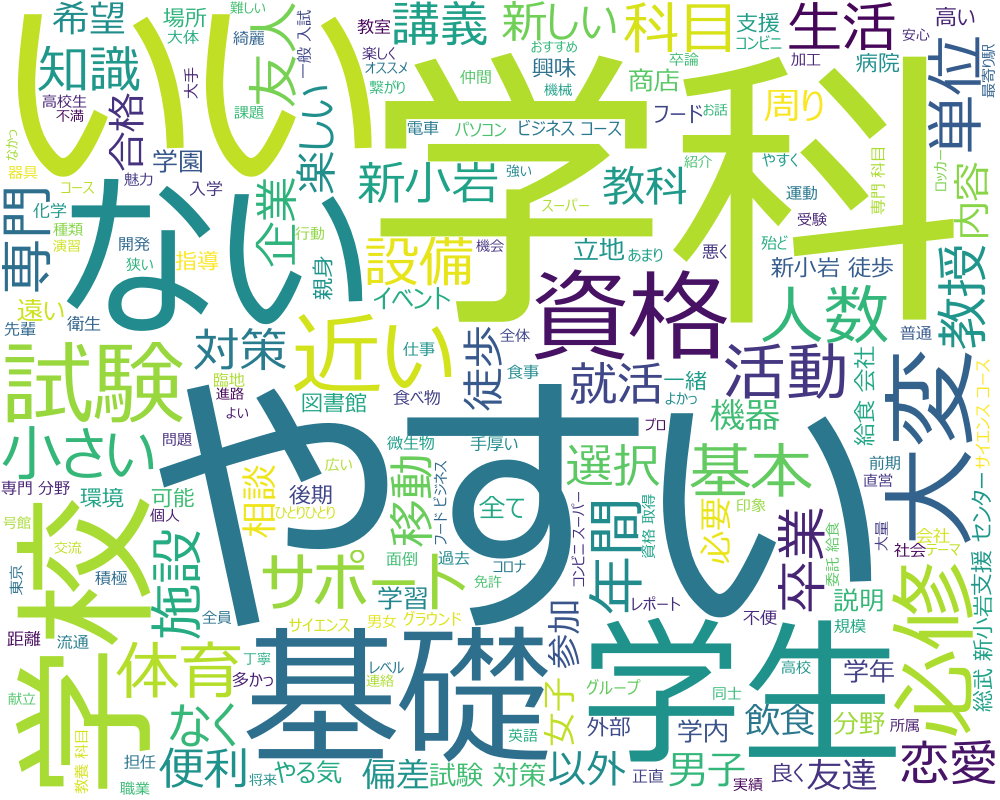 希望
場所
大体
難しい
綺麗
教室
一般 入試
楽しく
オススメ
繋がり
講義
おすすめ
卒論
新しい
仲間
興味
機械
科目
支援
コンビニ
商店
生活
加工
病院
高い
安心
最寄り駅
単位
いい
知識
高校生
不満
大手
課題
友人
学科
電車
パソコン
ビジネス コース
フード
お話
周り
やすく
紹介
運動
受験
専門 科目
ロッカー
内容
なかっ
器具
コース
魅力
合格
学園
入学
楽しい
新小岩
強い
スーパー
教科
専門
ない
化学
種類
演習
開発
狭い
指導
企業
行動
親身
設備
機会
立地
あまり
悪く
殆ど
新小岩 徒歩
教授
遠い
先輩
衛生
イベント
資格
人数
普通
試験
対策
臨地
進路
よい
近い
仕事
全体
食事
徒歩
図書館
食べ物
就活
一緒
よかっ
活動
給食 会社
大変
サイエンス コース
小さい
問題
やすい
微生物
手厚い
プロ
機器
選択
基本
前期
直営
専門 分野
環境
可能
個人
相談
後期
広い
ひとりひとり
移動
全て
フード ビジネス
コンビニ スーパー
資格 取得
年間
必要
印象
委託 給食
卒業
大量
社会
会社
テーマ
センター
新小岩支援
総武
号館
交流
東京
積極
学校
施設
全員
サポート
面倒
過去
コロナ
学習
免許
レポート
不便
説明
規模
必修
距離
流通
サイエンス
男女
グラウンド
参加
献立
体育
丁寧
多かっ
レベル
連絡
基礎
女子
グループ
学生
同士
高校
学年
なく
外部
学内
飲食
分野
所属
教養 科目
担任
職業
便利
将来
やる気
偏差
英語
試験 対策
以外
正直
男子
実績
良く
友達
恋愛